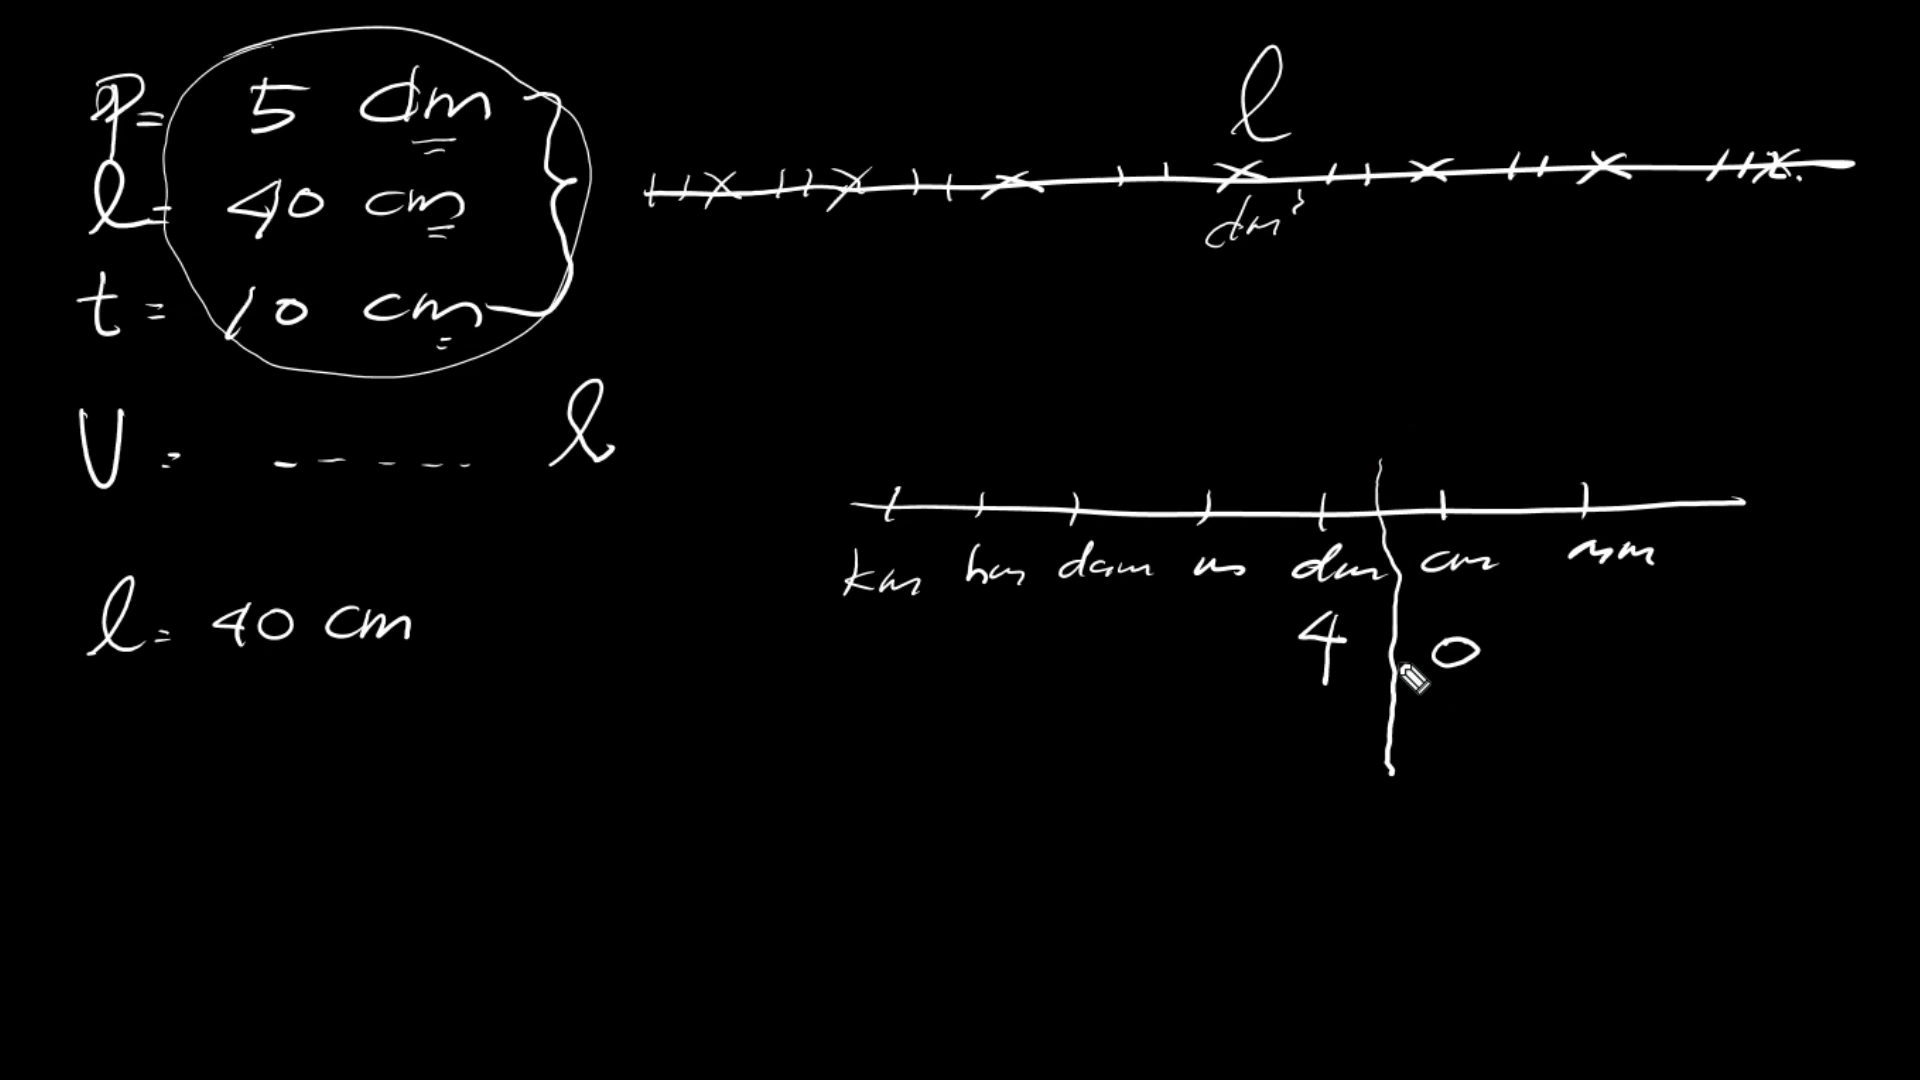 p= 5 dm
l= 40 cm
t= 10 cm
V = ----- l
l= 40 cm
l
dm³
km hm dam m dm cm mm
4 0